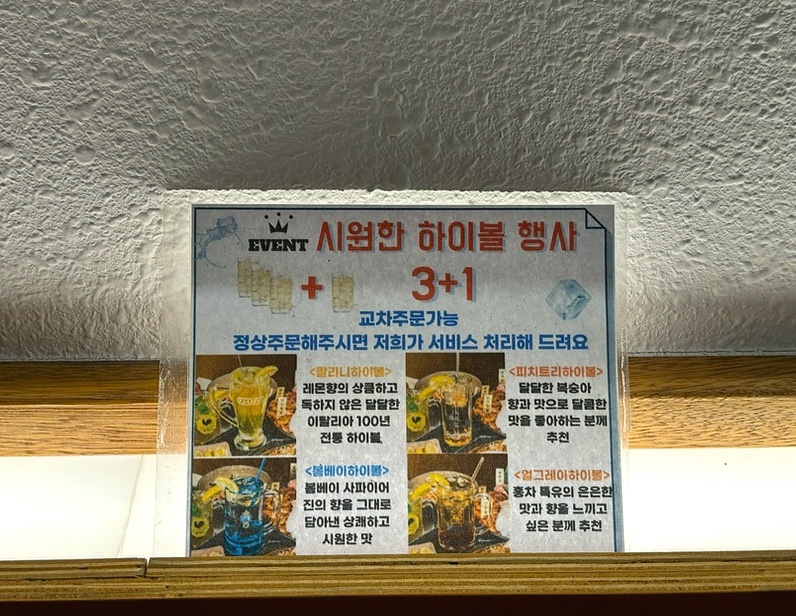 EVENT 시원한 하이볼 행사
+ 3+1
교차주문가능
정상주문해주시면 저희가 서비스 처리해 드려요
<팔리니하이볼>
레몬향의 상큼하고
독하지 않은 달달한
이탈리아 100년
전통 하이볼
<피치트리하이볼>
달달한 복숭아
향과 맛으로 달콤한
맛을 좋아하는 분께
추천
<봄베이하이볼>
봄베이 사파이어
진의 향을 그대로
담아낸 상쾌하고
시원한 맛
<얼그레이하이볼>
홍차 특유의 은은한
맛과 향을 느끼고
싶은 분께 추천